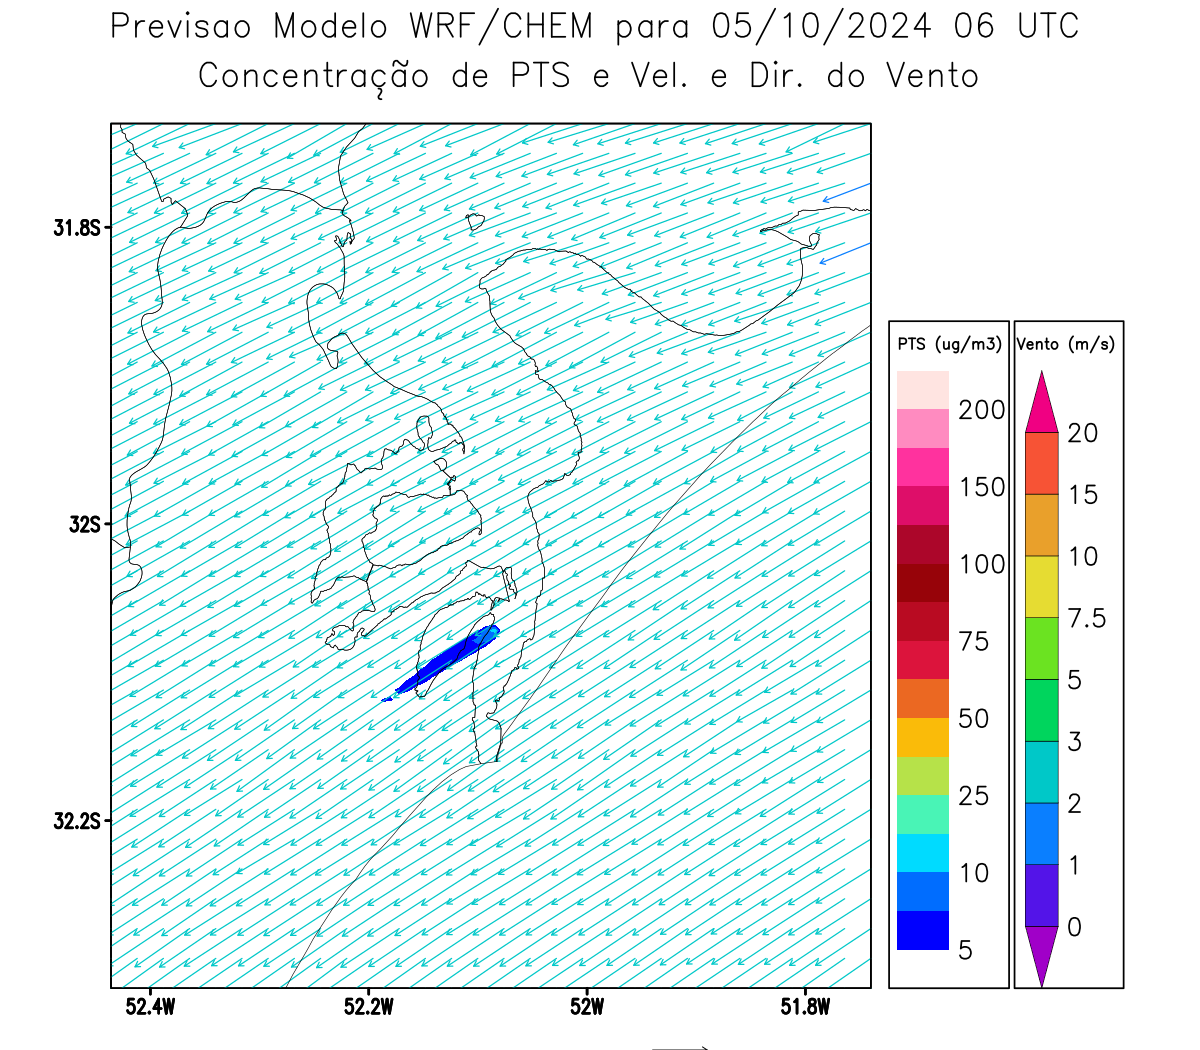 Previsao Modelo WRF/CHEM para 05/10/2024 06 UTC
Concentração de PTS e Vel. e Dir. do Vento
31.8S
32S
32.2S
52.4W
52.2W
52W
51.8W
PTS (ug/m3)
200
150
100
75
50
25
10
5
Vento (m/s)
20
15
10
7.5
5
3
2
1
0